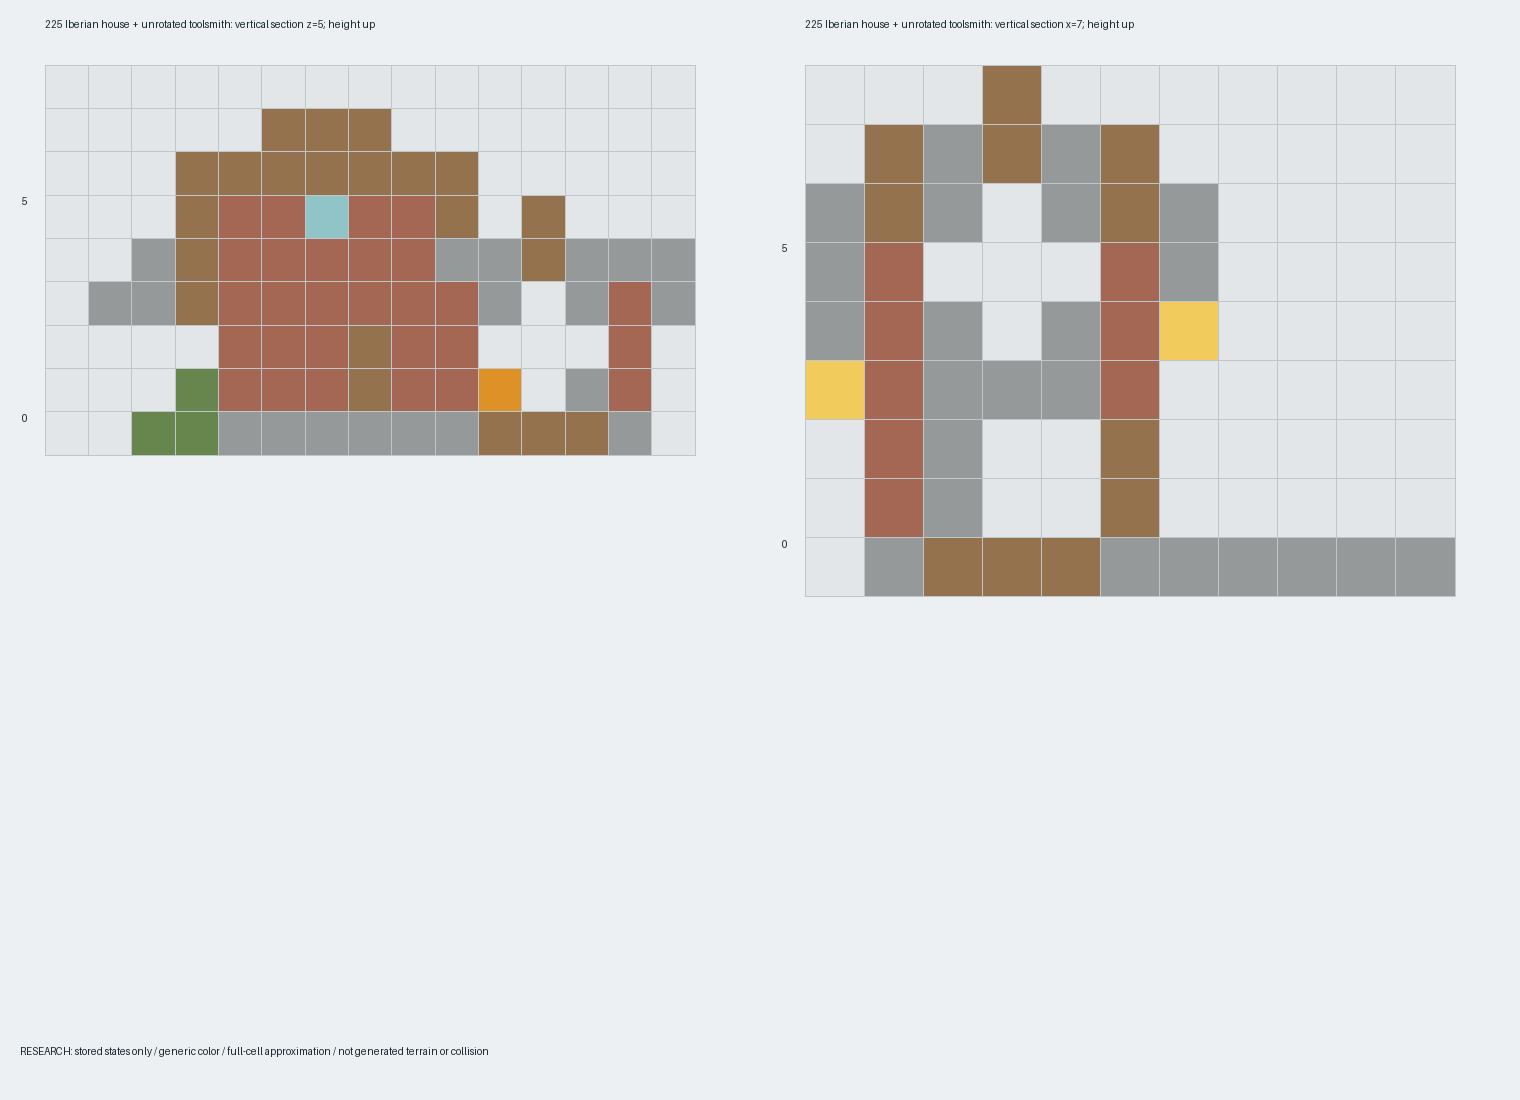 225 Iberian house + unrotated toolsmith: vertical section z=5; height up
225 Iberian house + unrotated toolsmith: vertical section x=7; height up
5
0
5
0
RESEARCH: stored states only / generic color / full-cell approximation / not generated terrain or collision